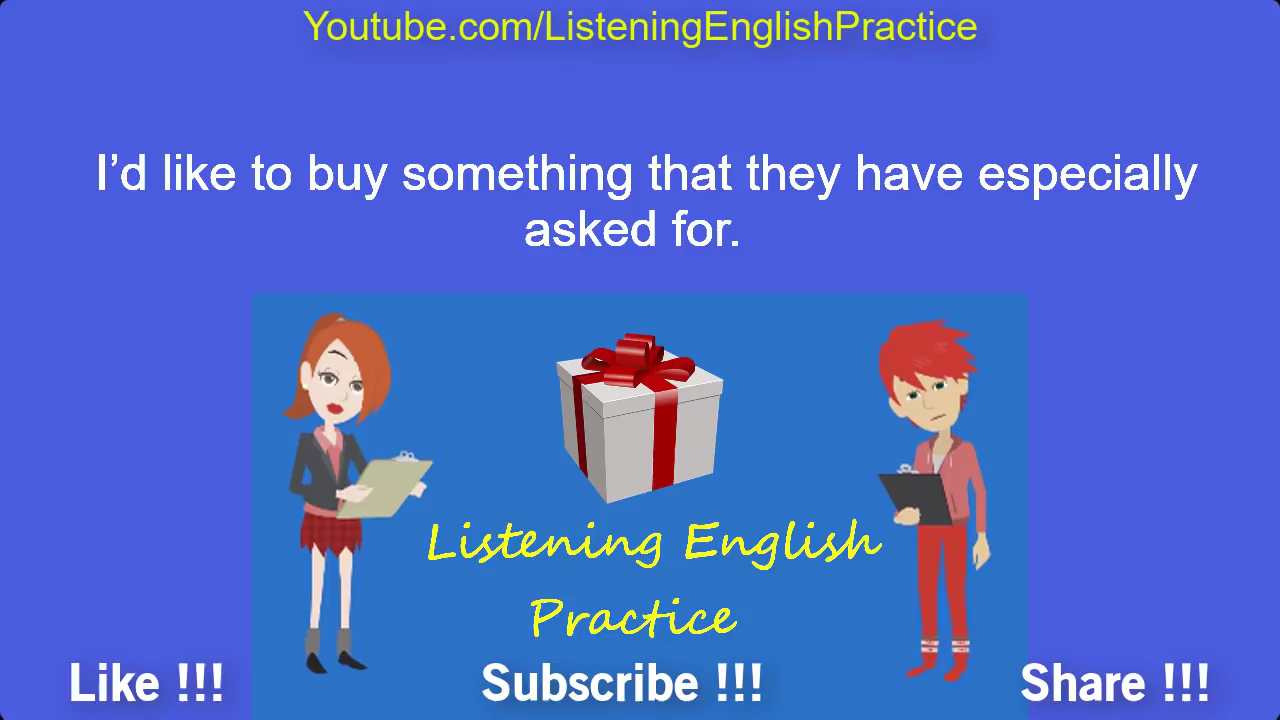 Youtube.com/ListeningEnglishPractice
I’d like to buy something that they have especially
asked for.
Listening English
Practice
Like !!!
Subscribe !!!
Share !!!